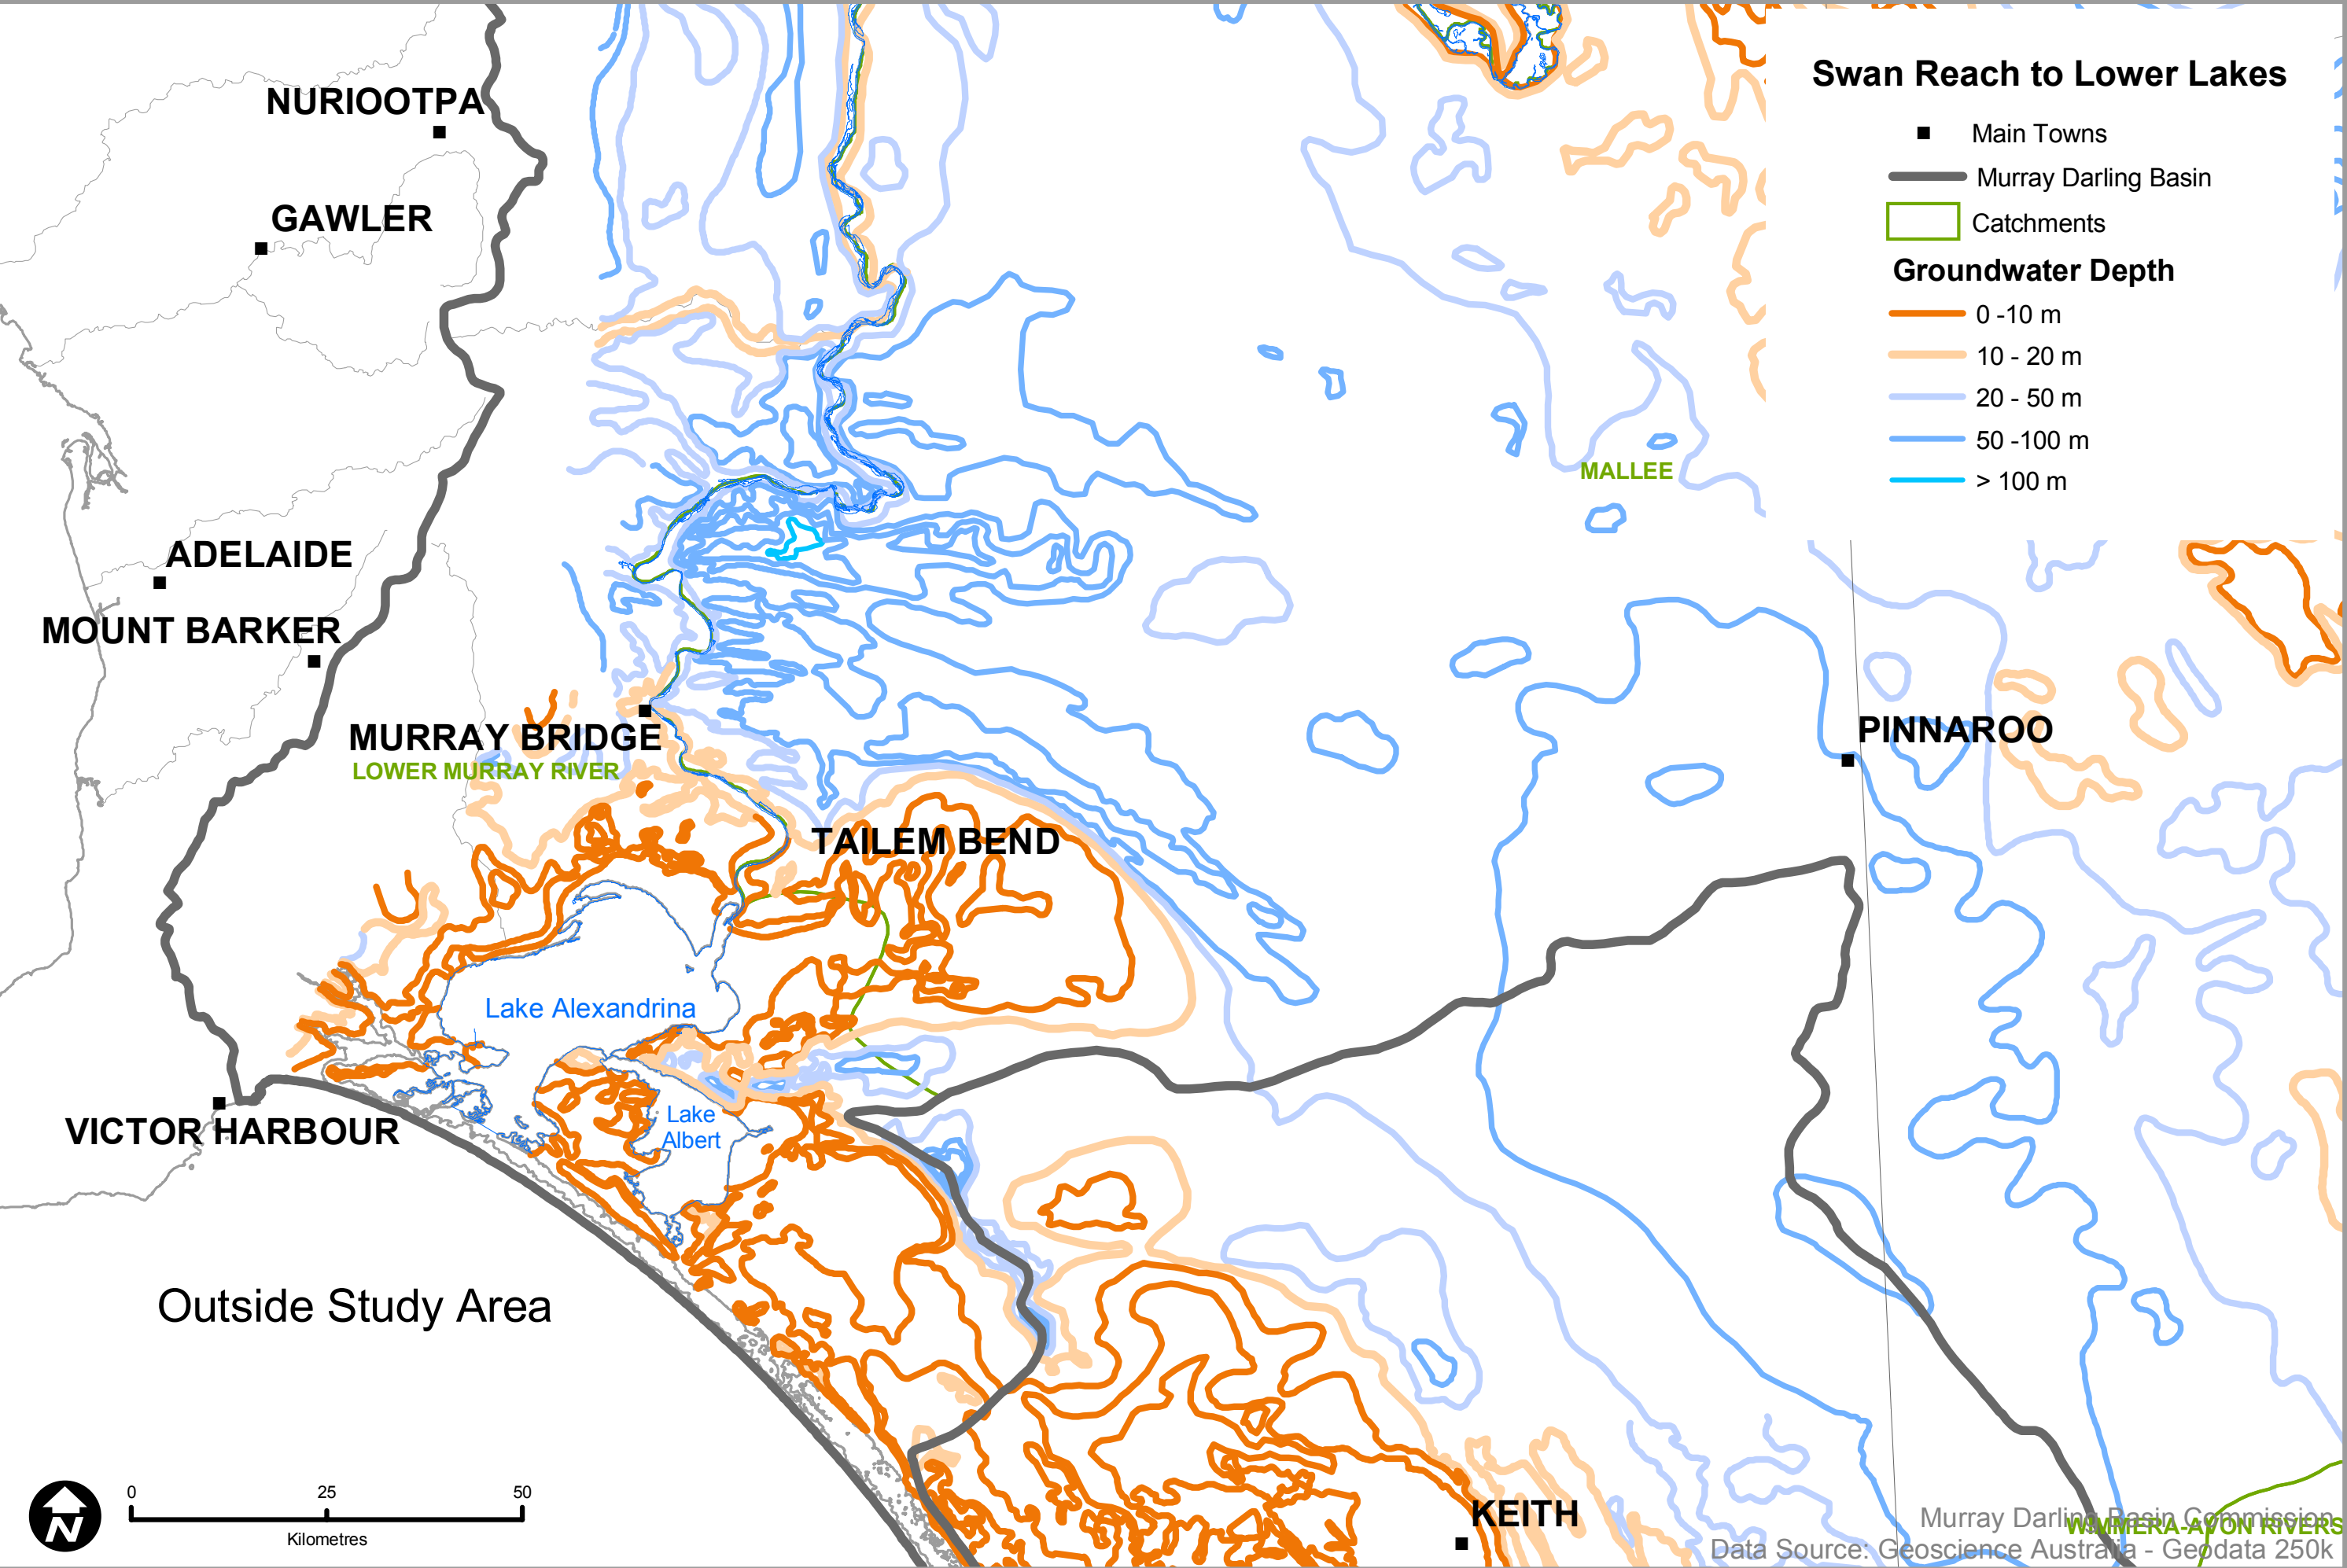 Swan Reach to Lower Lakes
Main Towns
Murray Darling Basin
Catchments
Groundwater Depth
0 -10 m
10 - 20 m
20 - 50 m
50 -100 m
> 100 m
NURIOOTPA
GAWLER
ADELAIDE
MOUNT BARKER
MALLEE
MURRAY BRIDGE
LOWER MURRAY RIVER
PINNAROO
TAILEM BEND
Lake Alexandrina
Lake
Albert
VICTOR HARBOUR
Outside Study Area
KEITH
N
0 25 50
Kilometres
WIMMERA-AVON RIVERS
Murray Darling Basin Commission
Data Source: Geoscience Australia - Geodata 250k